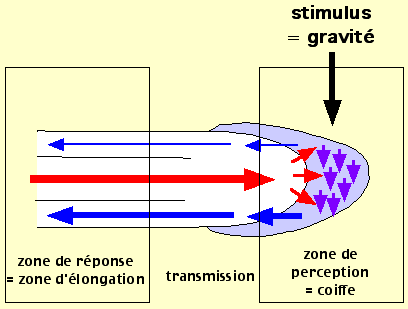 stimulus
= gravité
zone de réponse
= zone d'élongation
transmission
zone de
perception
= coiffe